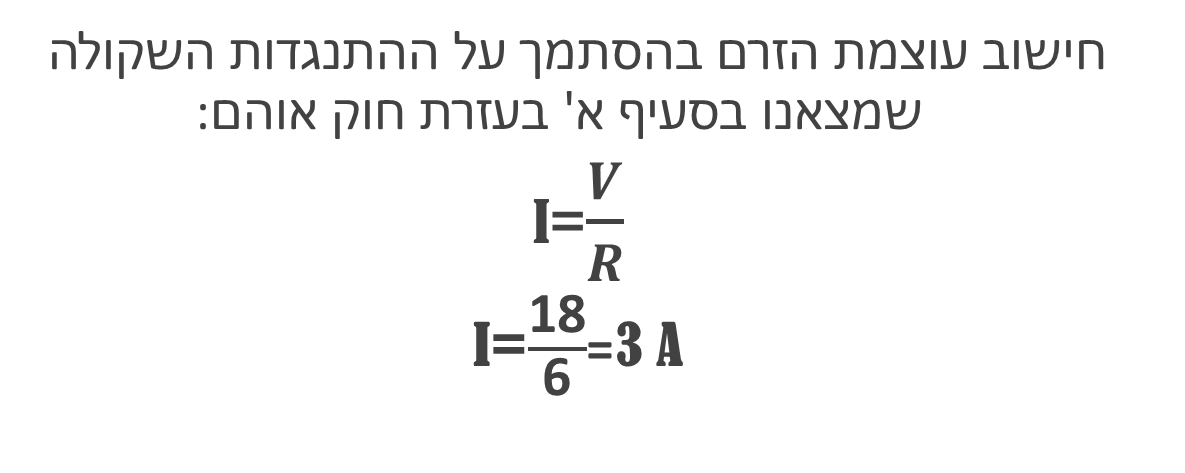 חישוב עוצמת הזרם בהסתמך על ההתנגדות השקולה
שמצאנו בסעיף א' בעזרת חוק אוהם:
I=V/R
I=18/6=3 A